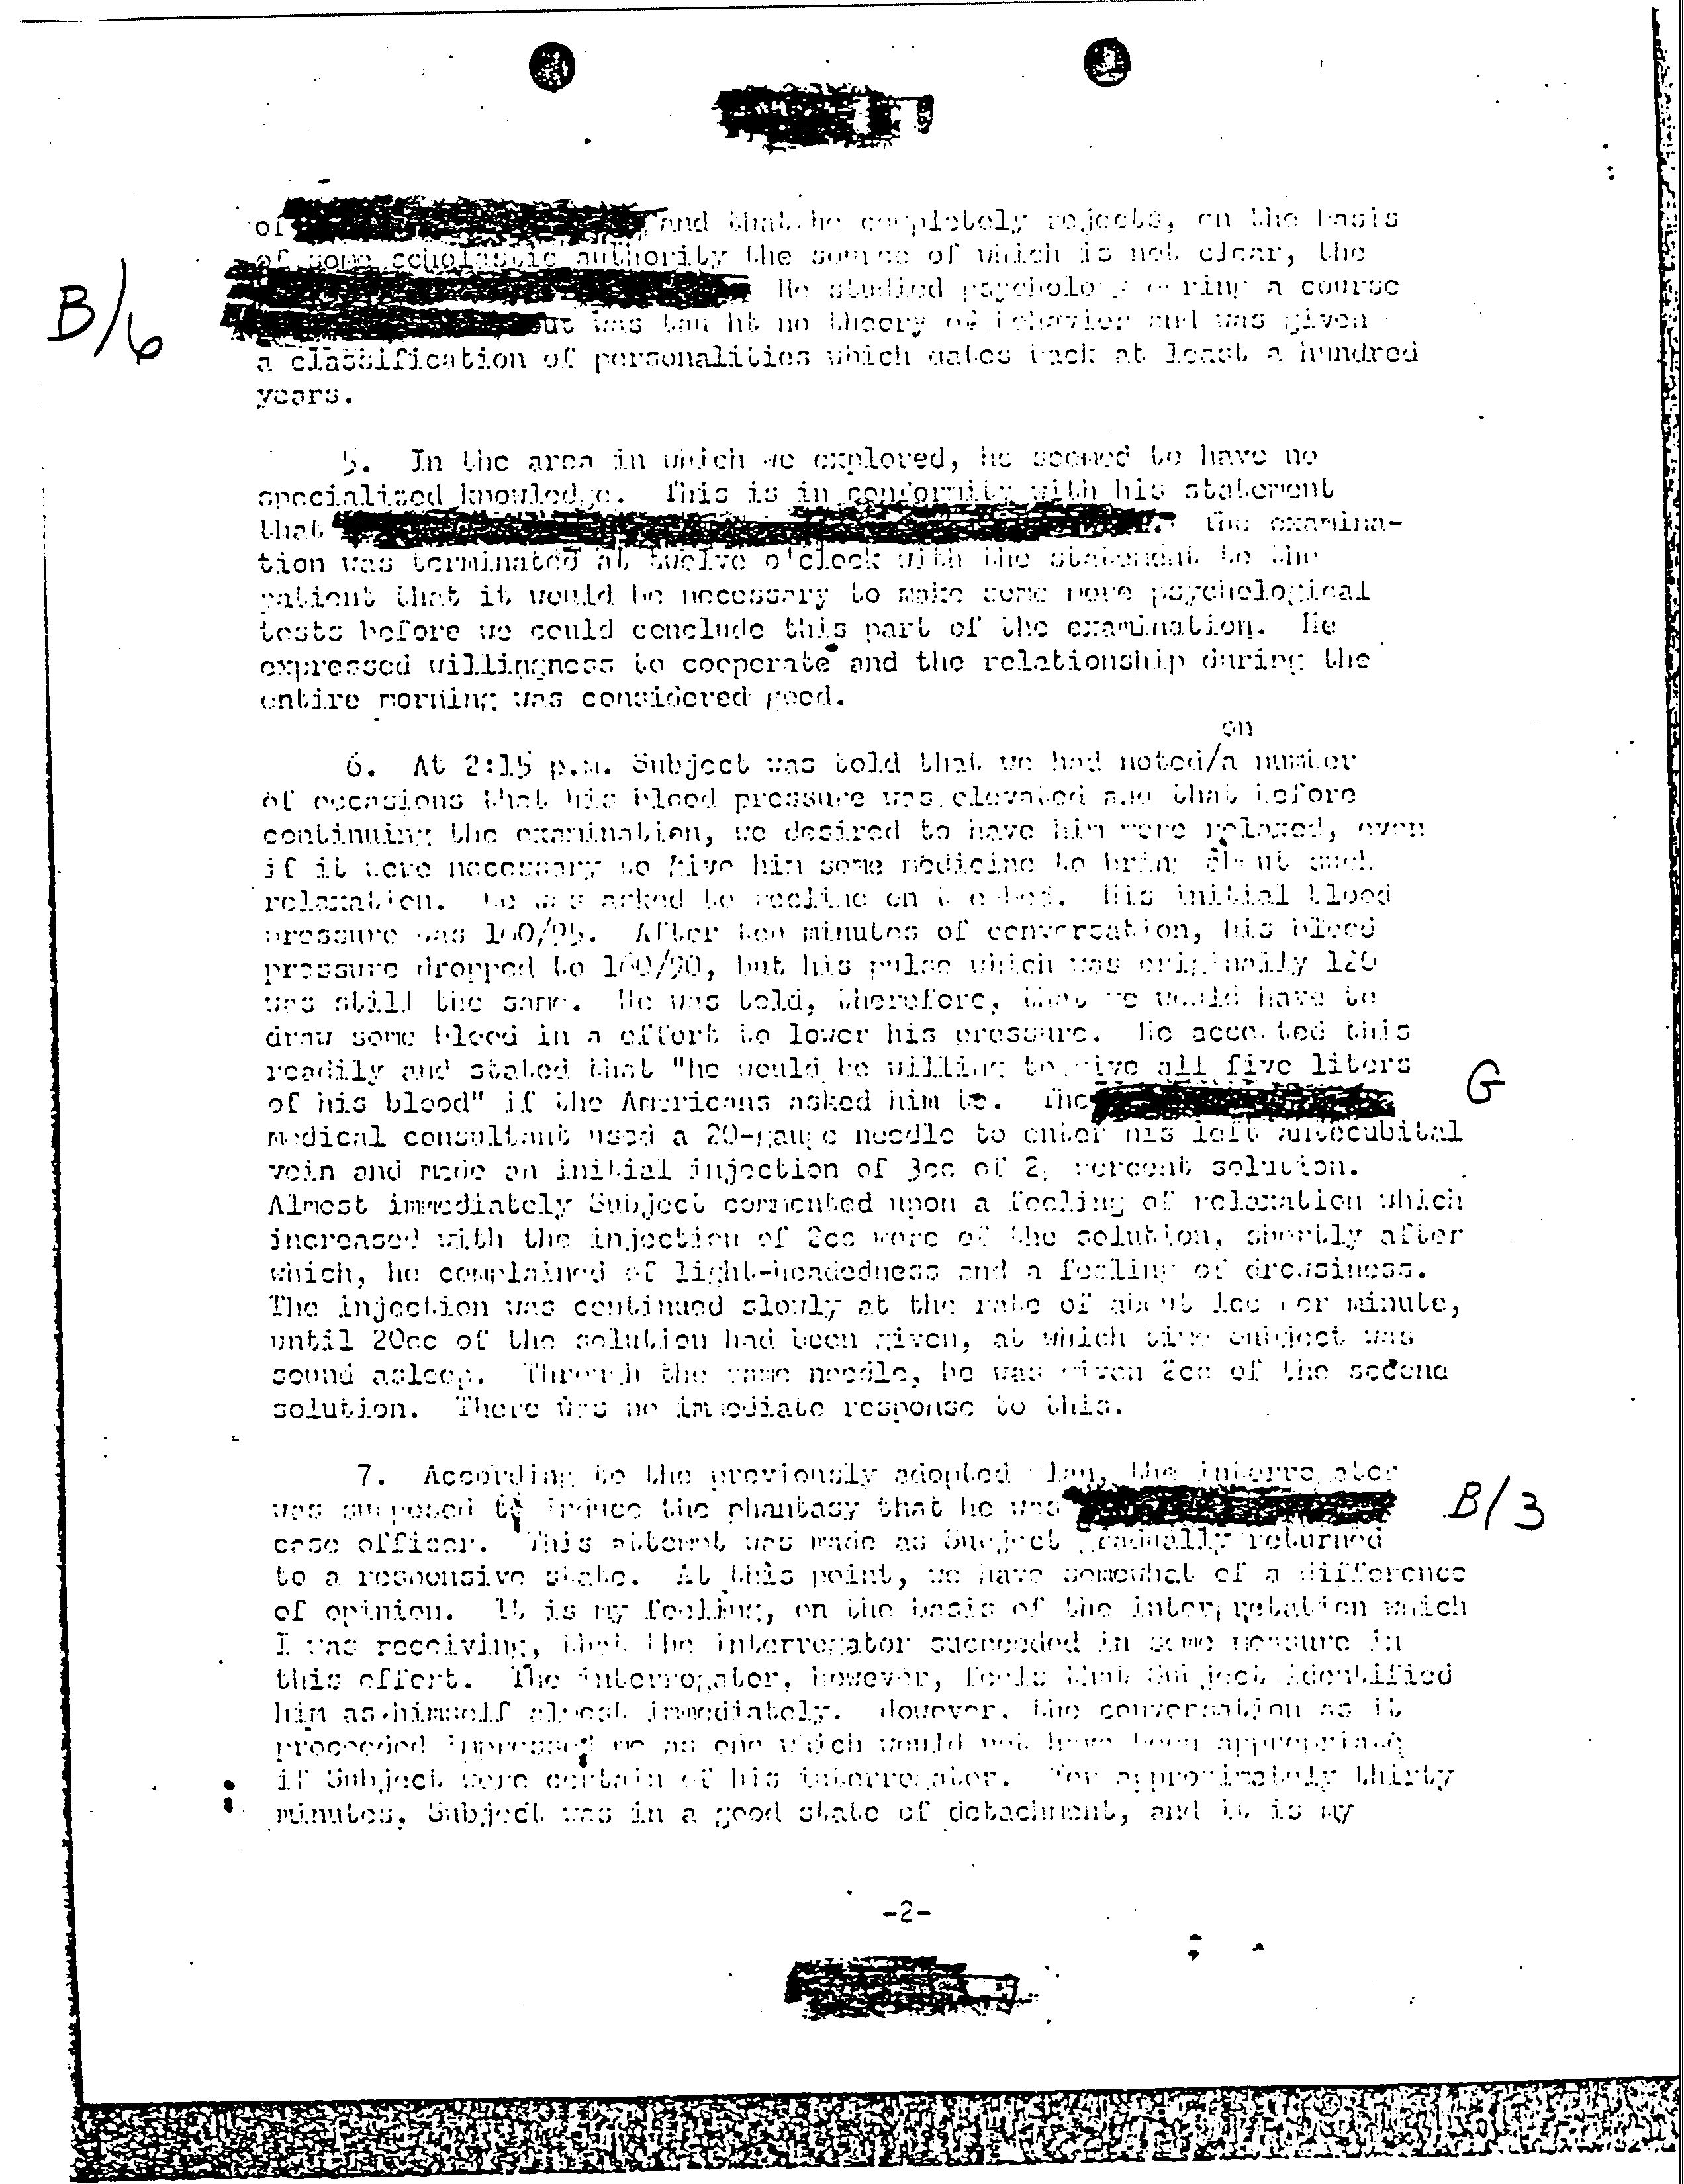 of and that he completely rejects, on the basis
of some scholastic authority the source of which is not clear, the
He studied psychology during a course
B/6
but was taught no theory of behavior and was given
a classification of personalities which dates back at least a hundred
years.
5. In the area in which we explored, he seemed to have no
specialized knowledge. This is in conformity with his statement
that The examina-
tion was terminated at twelve o'clock with the statement to the
patient that it would be necessary to make some more psychological
tests before we could conclude this part of the examination. He
expressed willingness to cooperate and the relationship during the
entire morning was considered good.
on
6. At 2:15 p.m. Subject was told that we had noted/a number
of occasions that his blood pressure was elevated and that before
continuing the examination, we desired to have him more relaxed, even
if it were necessary to give him some medicine to bring about such
relaxation. He was asked to recline on the bed. His initial blood
pressure was After ten minutes of conversation, his blood
pressure dropped to but his pulse which was originally 120
was still the same. He was told, therefore, that we would have to
draw some blood in a effort to lower his pressure. He accepted this
readily and stated that "he would be willing to give all five liters
of his blood" if the Americans asked him to. The
G
medical consultant used a 20-gauge needle to enter his left antecubital
vein and made an initial injection of 3cc of percent solution.
Almost immediately Subject commented upon a feeling of relaxation which
increased with the injection of 2cc more of the solution, shortly after
which, he complained of light-headedness and a feeling of drowsiness.
The injection was continued slowly at the rate of about 1cc per minute,
until 20cc of the solution had been given, at which time Subject was
sound asleep. Through the same needle, he was given 2cc of the second
solution. There was no immediate response to this.
7. According to the previously adopted plan, the interrogator
was supposed to induce the phantasy that he was
B/3
case officer. This attempt was made as Subject gradually returned
to a responsive state. At this point, we have somewhat of a difference
of opinion. It is my feeling, on the basis of the interpretation which
I was receiving, that the interrogator succeeded in some measure in
this effort. The interrogator, however, feels that Subject identified
him as himself almost immediately. However, the conversation as it
proceeded impressed me as one which would not have been appropriate
if Subject were certain of his interrogator. For approximately thirty
minutes, Subject was in a good state of detachment, and it is my
-2-